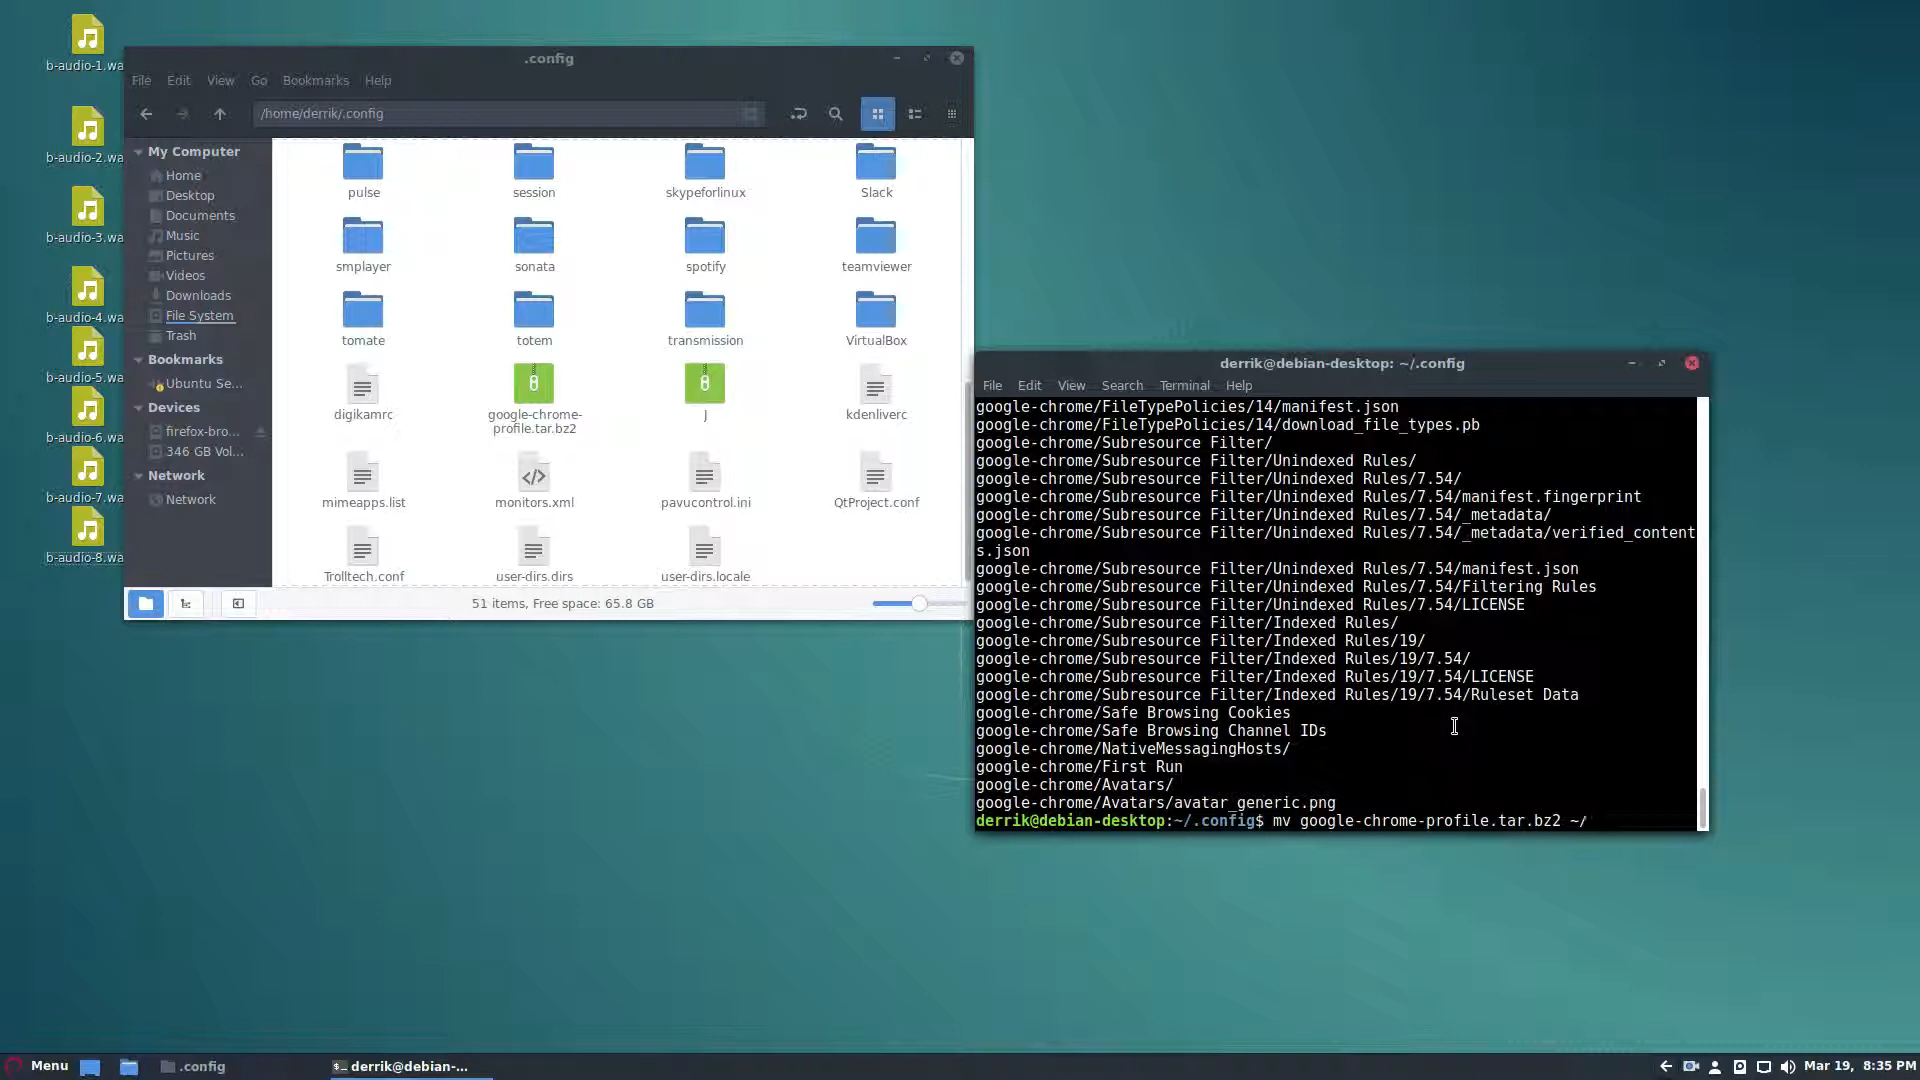 b-audio-1.wa
b-audio-2.wa
b-audio-3.wa
b-audio-4.wa
b-audio-5.wa
b-audio-6.wa
b-audio-7.wa
b-audio-8.wa
.config
File Edit View Go Bookmarks Help
/home/derrik/.config
My Computer
Home
Desktop
Documents
Music
Pictures
Videos
Downloads
File System
Trash
Bookmarks
Ubuntu Se...
Devices
firefox-bro...
346 GB Vol...
Network
Network
pulse session skypeforlinux Slack
smplayer sonata spotify teamviewer
tomate totem transmission VirtualBox
digikamrc google-chrome- J kdenliverc
profile.tar.bz2
mimeapps.list monitors.xml pavucontrol.ini QtProject.conf
Trolltech.conf user-dirs.dirs user-dirs.locale
51 items, Free space: 65.8 GB
derrik@debian-desktop: ~/.config
File Edit View Search Terminal Help
google-chrome/FileTypePolicies/14/manifest.json
google-chrome/FileTypePolicies/14/download_file_types.pb
google-chrome/Subresource Filter/
google-chrome/Subresource Filter/Unindexed Rules/
google-chrome/Subresource Filter/Unindexed Rules/7.54/
google-chrome/Subresource Filter/Unindexed Rules/7.54/manifest.fingerprint
google-chrome/Subresource Filter/Unindexed Rules/7.54/_metadata/
google-chrome/Subresource Filter/Unindexed Rules/7.54/_metadata/verified_content
s.json
google-chrome/Subresource Filter/Unindexed Rules/7.54/manifest.json
google-chrome/Subresource Filter/Unindexed Rules/7.54/Filtering Rules
google-chrome/Subresource Filter/Unindexed Rules/7.54/LICENSE
google-chrome/Subresource Filter/Indexed Rules/
google-chrome/Subresource Filter/Indexed Rules/19/
google-chrome/Subresource Filter/Indexed Rules/19/7.54/
google-chrome/Subresource Filter/Indexed Rules/19/7.54/LICENSE
google-chrome/Subresource Filter/Indexed Rules/19/7.54/Ruleset Data
google-chrome/Safe Browsing Cookies
google-chrome/Safe Browsing Channel IDs
google-chrome/NativeMessagingHosts/
google-chrome/First Run
google-chrome/Avatars/
google-chrome/Avatars/avatar_generic.png
derrik@debian-desktop:~/.config$ mv google-chrome-profile.tar.bz2 ~/
Menu .config derrik@debian-... Mar 19, 8:35 PM